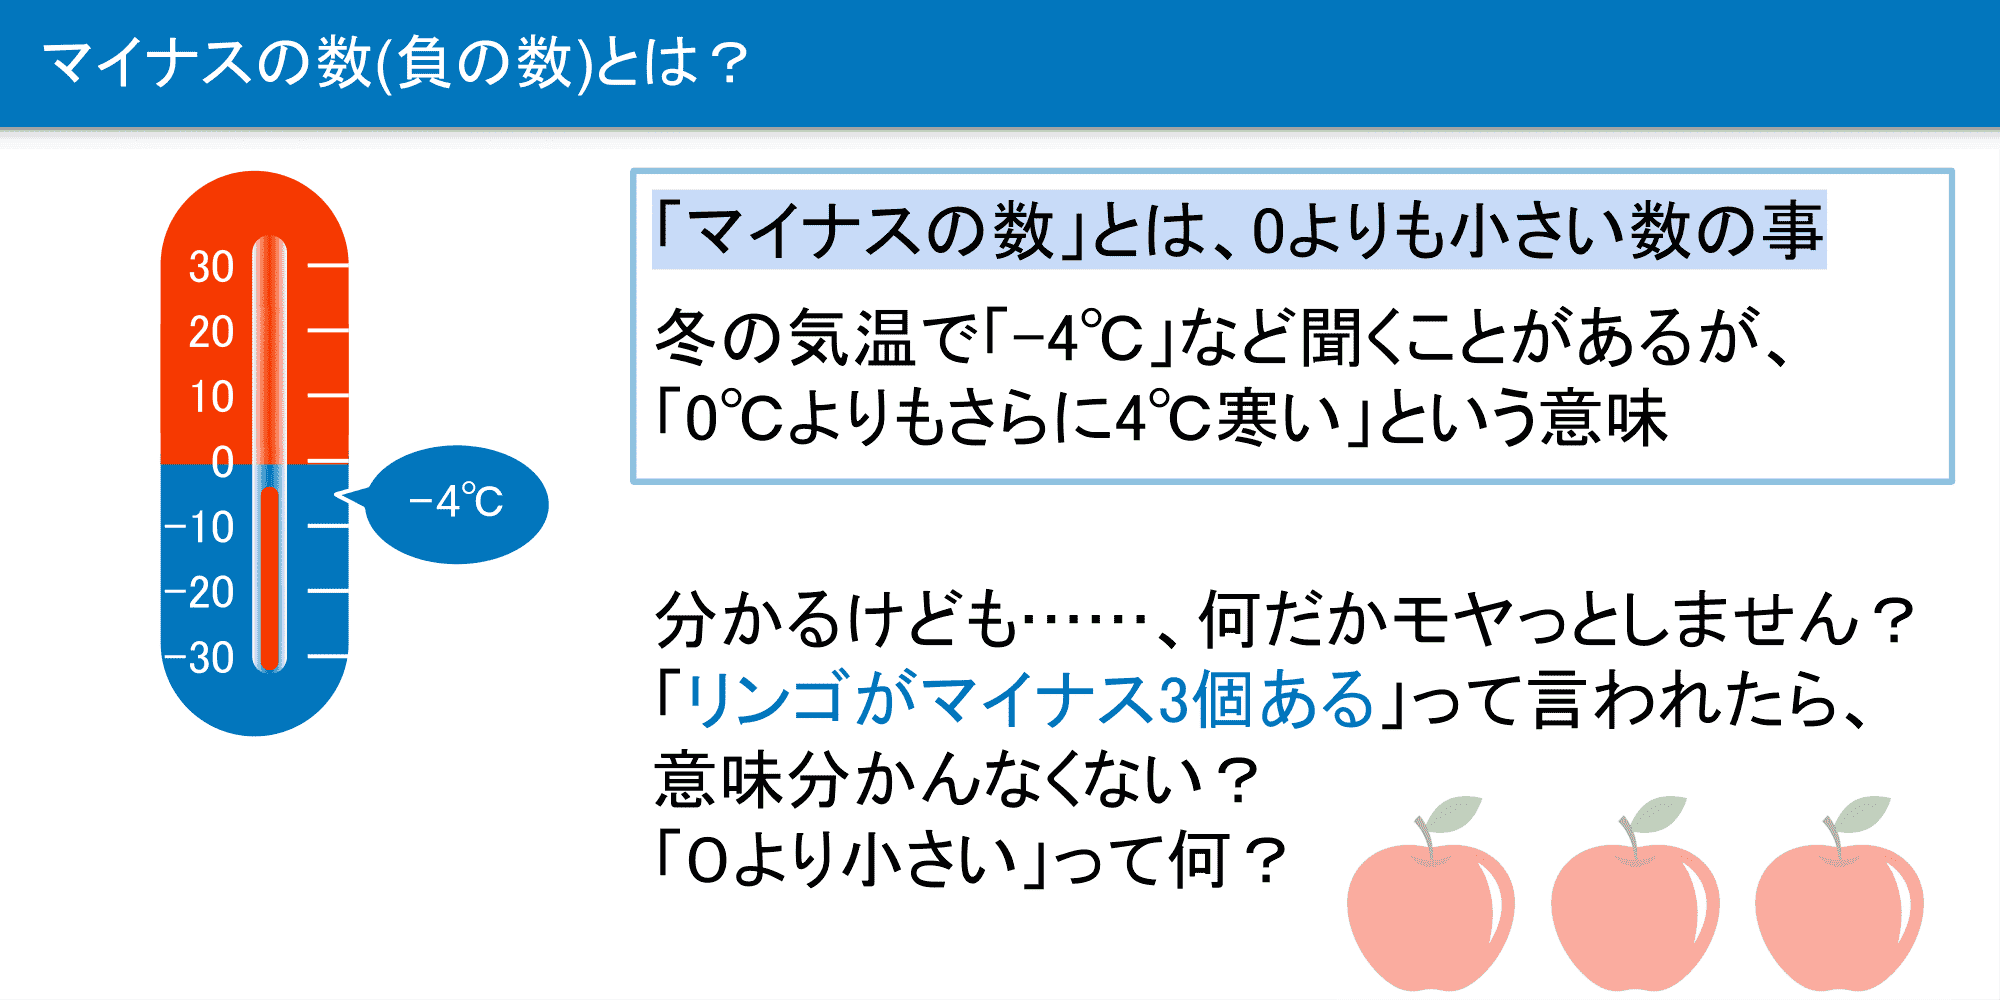 マイナスの数(負の数)とは？
30
20
10
0
-10
-20
-30
-4℃
「マイナスの数」とは、0よりも小さい数の事
冬の気温で「-4℃」など聞くことがあるが、
「0℃よりもさらに4℃寒い」という意味
分かるけども……、何だかモヤっとしません？
「リンゴがマイナス3個ある」って言われたら、
意味分かんなくない？
「０より小さい」って何？